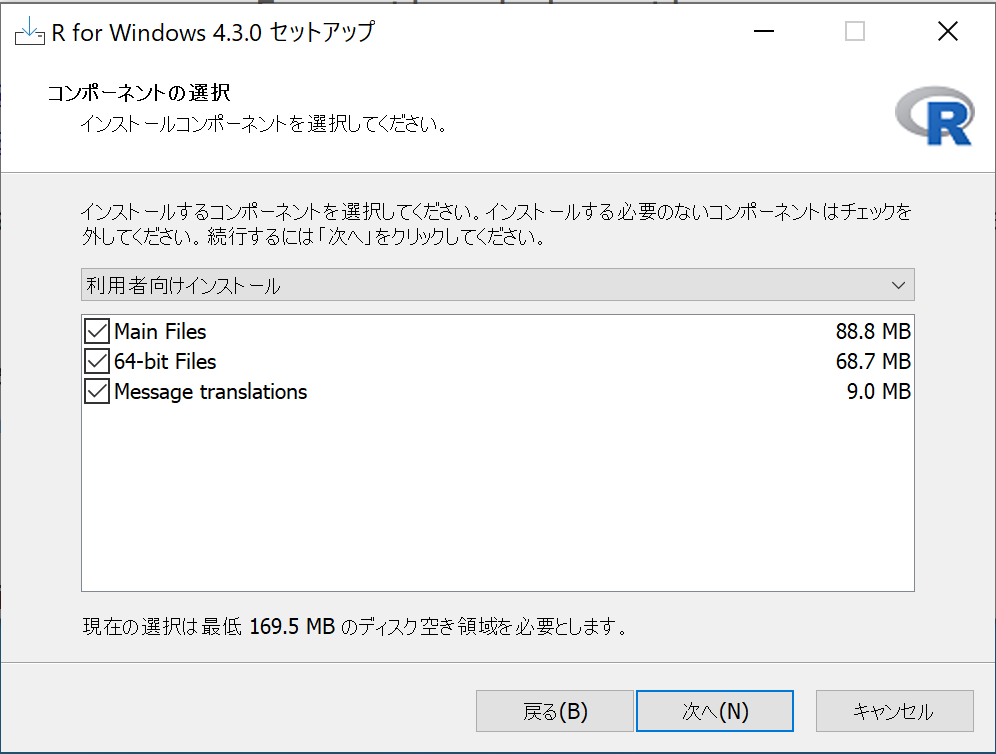 R for Windows 4.3.0 セットアップ
コンポーネントの選択
インストールコンポーネントを選択してください。
R
インストールするコンポーネントを選択してください。インストールする必要のないコンポーネントはチェックを
外してください。続行するには「次へ」をクリックしてください。
利用者向けインストール
Main Files 88.8 MB
64-bit Files 68.7 MB
Message translations 9.0 MB
現在の選択は最低 169.5 MB のディスク空き領域を必要とします。
戻る(B) 次へ(N) キャンセル